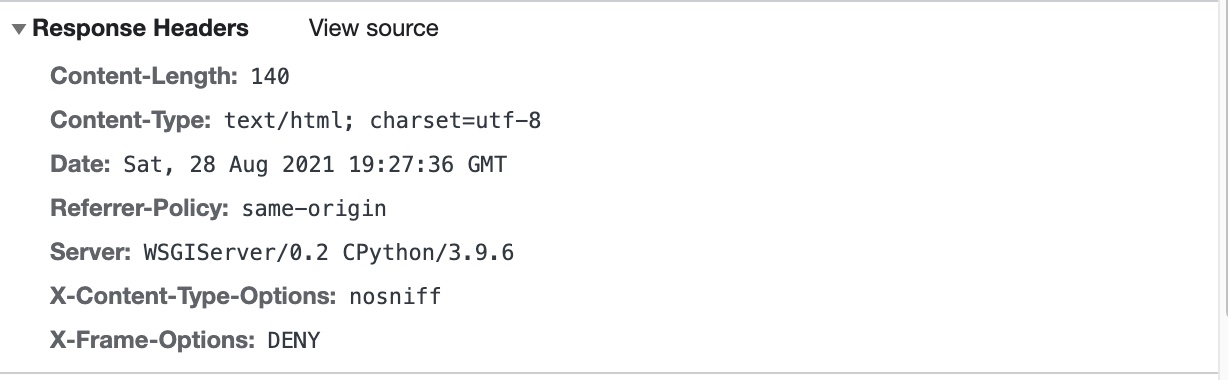 Response Headers View source
Content-Length: 140
Content-Type: text/html; charset=utf-8
Date: Sat, 28 Aug 2021 19:27:36 GMT
Referrer-Policy: same-origin
Server: WSGIServer/0.2 CPython/3.9.6
X-Content-Type-Options: nosniff
X-Frame-Options: DENY